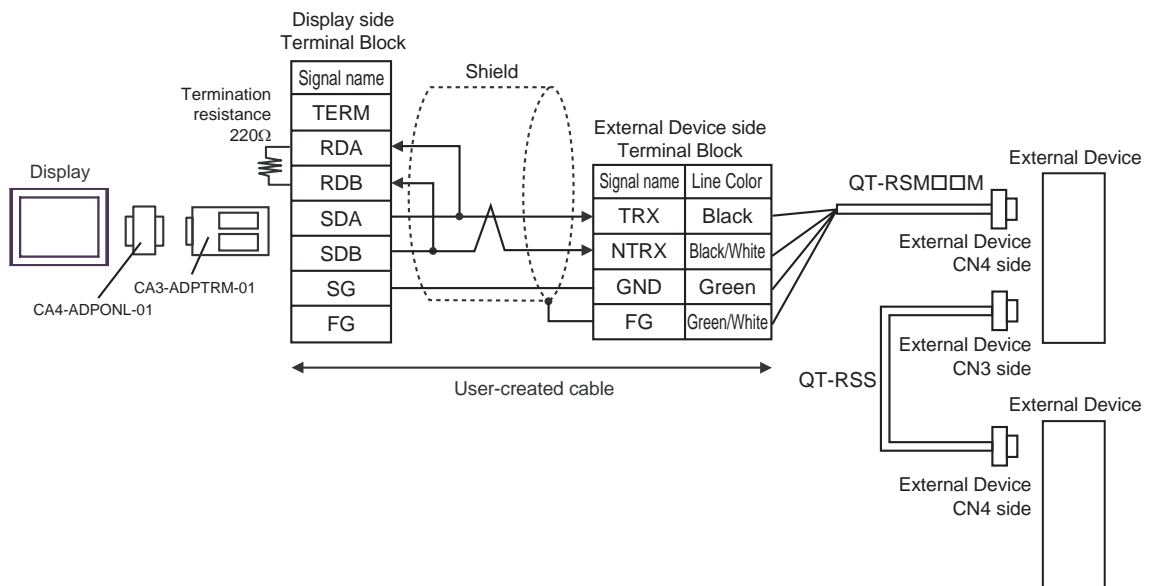 Display side
Terminal Block
Signal name
TERM
RDA
RDB
SDA
SDB
SG
FG
Termination
resistance
220Ω
Shield
Display
CA4-ADPONL-01
CA3-ADPTRM-01
External Device side
Terminal Block
Signal name Line Color
TRX Black
NTRX Black/White
GND Green
FG Green/White
User-created cable
QT-RSM□□M
External Device
External Device
CN4 side
External Device
CN3 side
QT-RSS
External Device
External Device
CN4 side